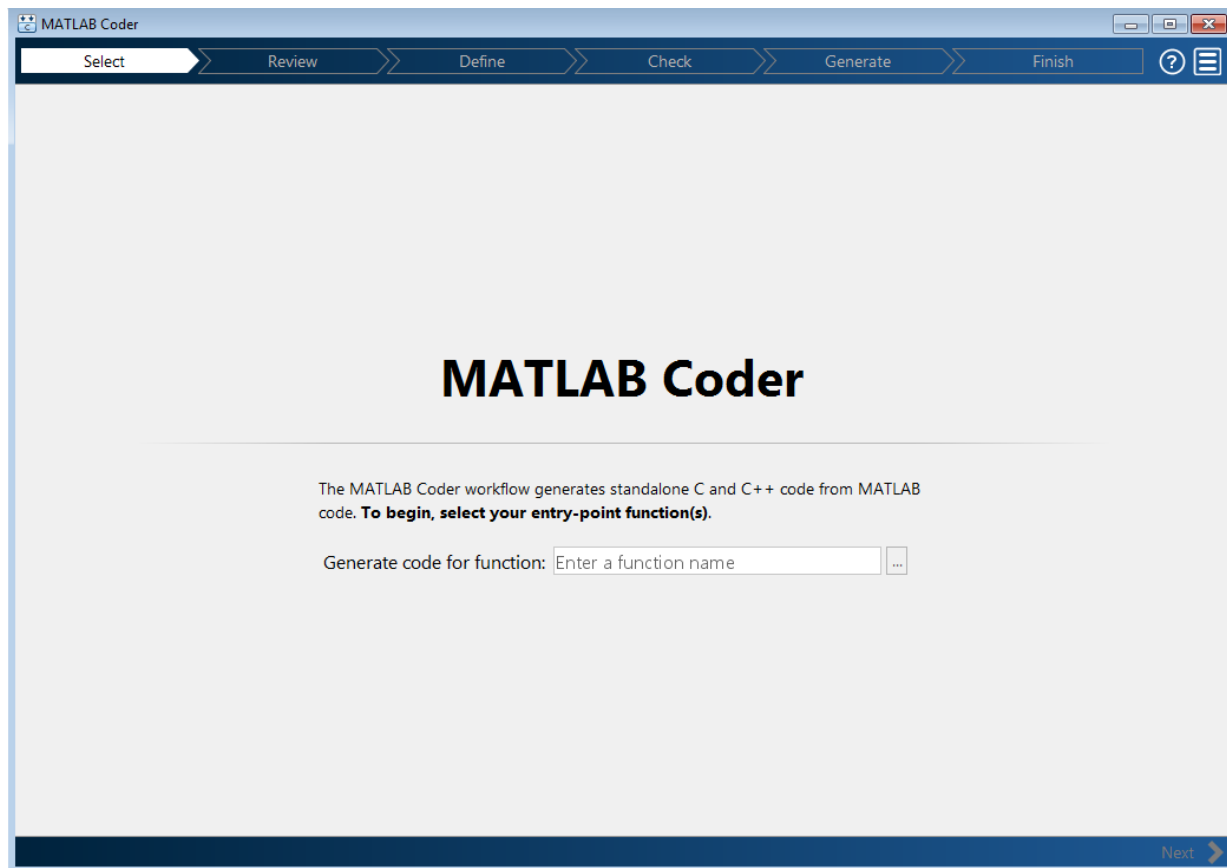 MATLAB Coder
Select Review Define Check Generate Finish ?
MATLAB Coder
The MATLAB Coder workflow generates standalone C and C++ code from MATLAB
code. To begin, select your entry-point function(s).
Generate code for function: Enter a function name ...
Next